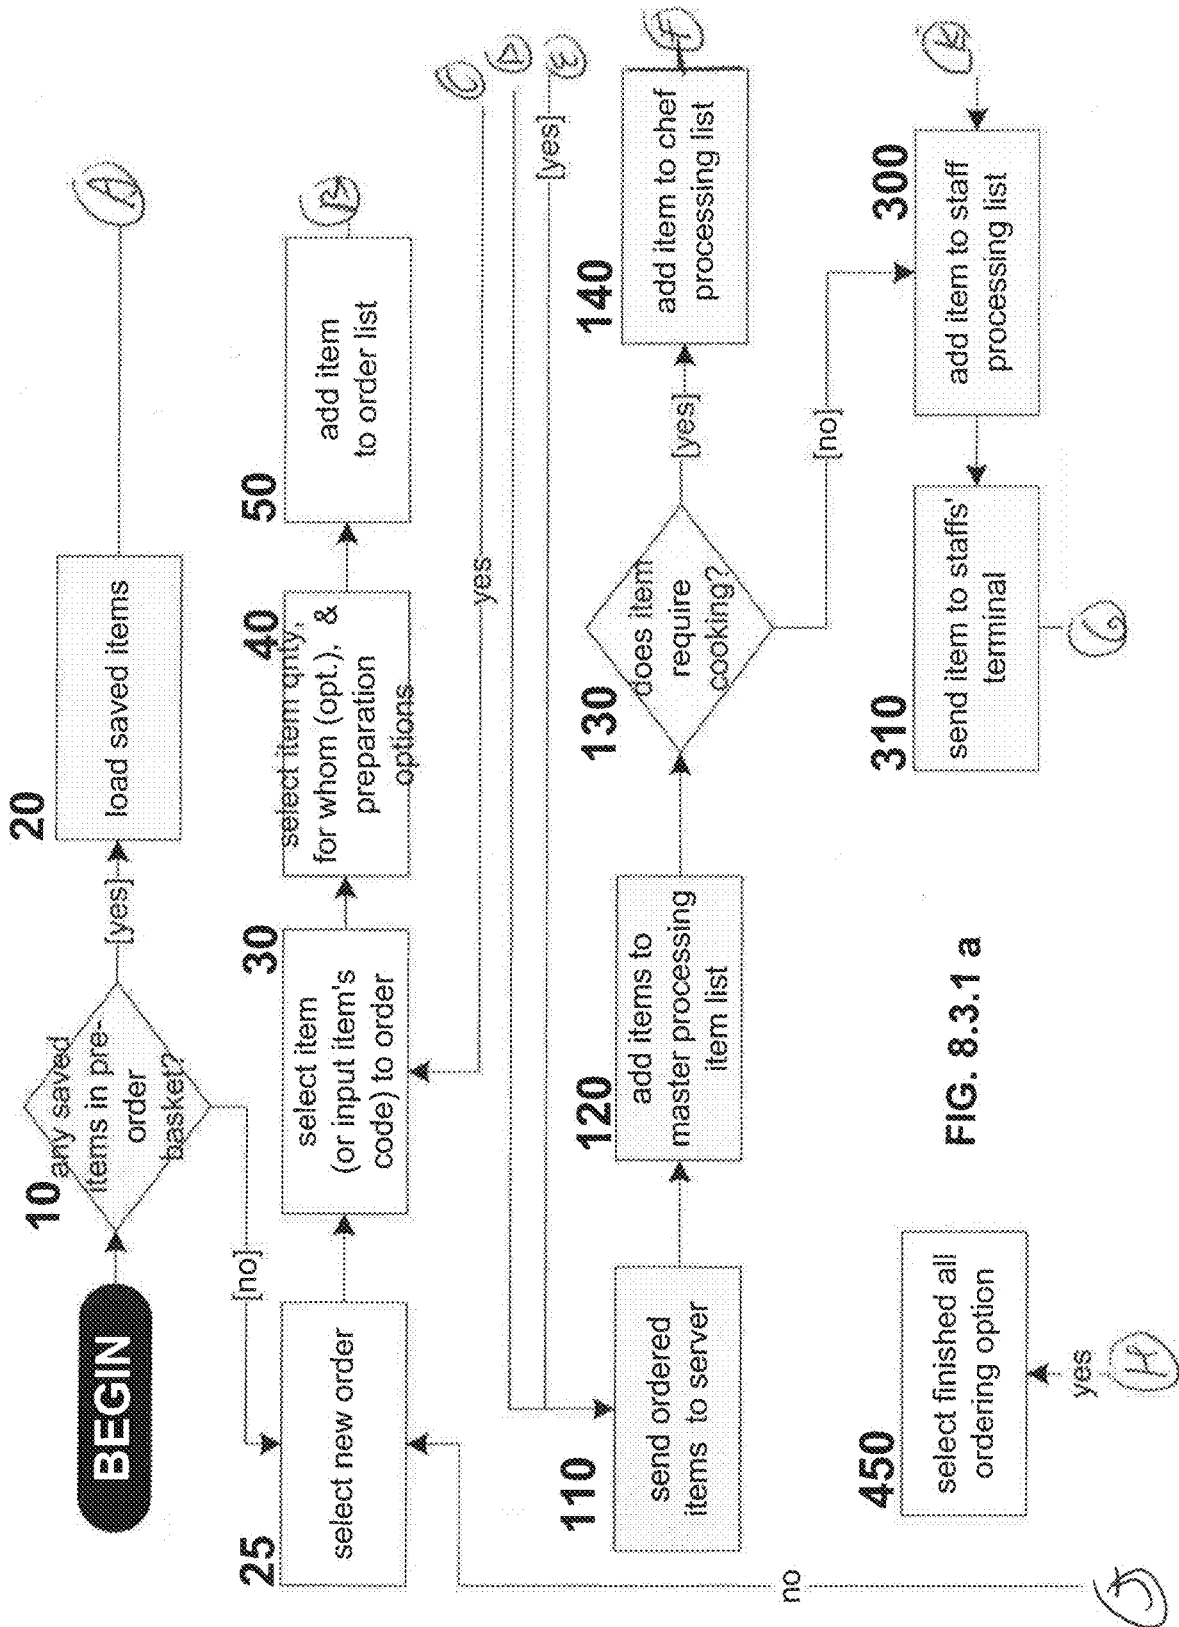 BEGIN
10
any saved
items in pre-
order
basket?
[yes]
20
load saved items
A
[no]
25
select new order
30
select item
(or input item's
code) to order
40
select item qnty,
for whom (opt.), &
preparation
options
50
add item
to order list
B
yes
C
D
E
[yes]
110
send ordered
items to server
120
add items to
master processing
item list
130
does item
require
cooking?
[yes]
140
add item to chef
processing list
F
[no]
450
select finished all
ordering option
yes
H
310
send item to staffs'
terminal
G
300
add item to staff
processing list
K
no
J
FIG. 8.3.1 a